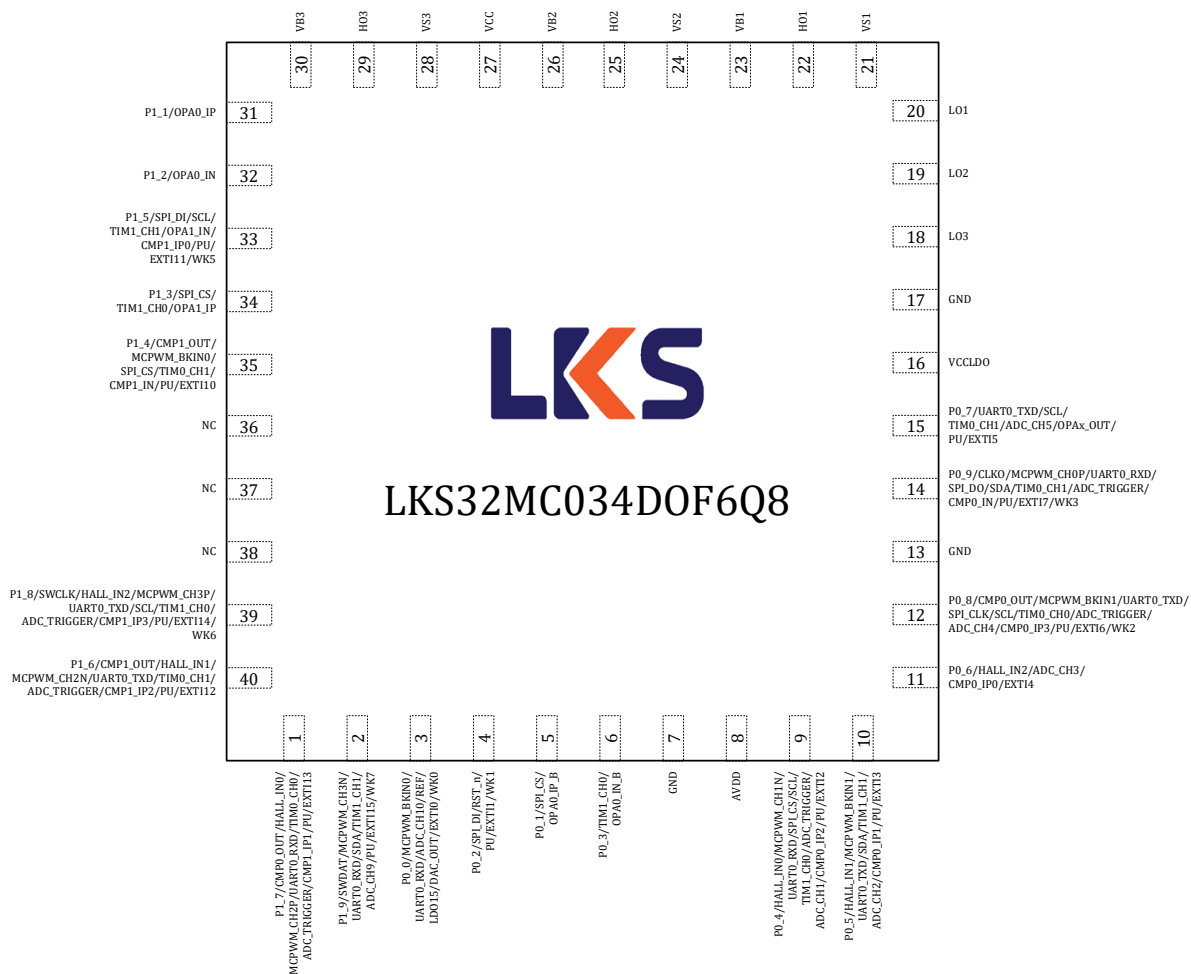 VB3
HO3
VS3
VCC
VB2
HO2
VS2
VB1
HO1
VS1
30
29
28
27
26
25
24
23
22
21
P1_1/OPA0_IP
31
P1_2/OPA0_IN
32
P1_5/SPI_DI/SCL/
TIM1_CH1/OPA1_IN/
CMP1_IP0/PU/
EXTI11/WK5
33
P1_3/SPI_CS/
TIM1_CH0/OPA1_IP
34
P1_4/CMP1_OUT/
MCPWM_BKIN0/
SPI_CS/TIM0_CH1/
CMP1_IN/PU/EXTI10
35
NC
36
NC
37
NC
38
P1_8/SWCLK/HALL_IN2/MCPWM_CH3P/
UART0_TXD/SCL/TIM1_CH0/
ADC_TRIGGER/CMP1_IP3/PU/EXTI14/
WK6
39
P1_6/CMP1_OUT/HALL_IN1/
MCPWM_CH2N/UART0_TXD/TIM0_CH1/
ADC_TRIGGER/CMP1_IP2/PU/EXTI12
40
LKS
LKS32MC034DOF6Q8
20
LO1
19
LO2
18
LO3
17
GND
16
VCCLDO
15
P0_7/UART0_TXD/SCL/
TIM0_CH1/ADC_CH5/OPAx_OUT/
PU/EXTI5
14
P0_9/CLKO/MCPWM_CH0P/UART0_RXD/
SPI_DO/SDA/TIM0_CH1/ADC_TRIGGER/
CMP0_IN/PU/EXTI7/WK3
13
GND
12
P0_8/CMP0_OUT/MCPWM_BKIN1/UART0_TXD/
SPI_CLK/SCL/TIM0_CH0/ADC_TRIGGER/
ADC_CH4/CMP0_IP3/PU/EXTI6/WK2
11
P0_6/HALL_IN2/ADC_CH3/
CMP0_IP0/EXTI4
1
2
3
4
5
6
7
8
9
10
P1_7/CMP0_OUT/HALL_IN0/
MCPWM_CH2P/UART0_RXD/TIM0_CH0/
ADC_TRIGGER/CMP1_IP1/PU/EXTI13
P1_9/SWDAT/MCPWM_CH3N/
UART0_RXD/SDA/TIM1_CH1/
ADC_CH9/PU/EXTI15/WK7
P0_0/MCPWM_BKIN0/
UART0_RXD/ADC_CH10/REF/
LDO15/DAC_OUT/EXTI0/WK0
P0_2/SPI_DI/RST_n/
PU/EXTI1/WK1
P0_1/SPI_CS/
OPA0_IP_B
P0_3/TIM1_CH0/
OPA0_IN_B
GND
AVDD
P0_4/HALL_IN0/MCPWM_CH1N/
UART0_RXD/SPI_CS/SCL/
TIM1_CH0/ADC_TRIGGER/
ADC_CH1/CMP0_IP2/PU/EXTI2
P0_5/HALL_IN1/MCPWM_BKIN1/
UART0_TXD/SDA/TIM1_CH1/
ADC_CH2/CMP0_IP1/PU/EXTI3